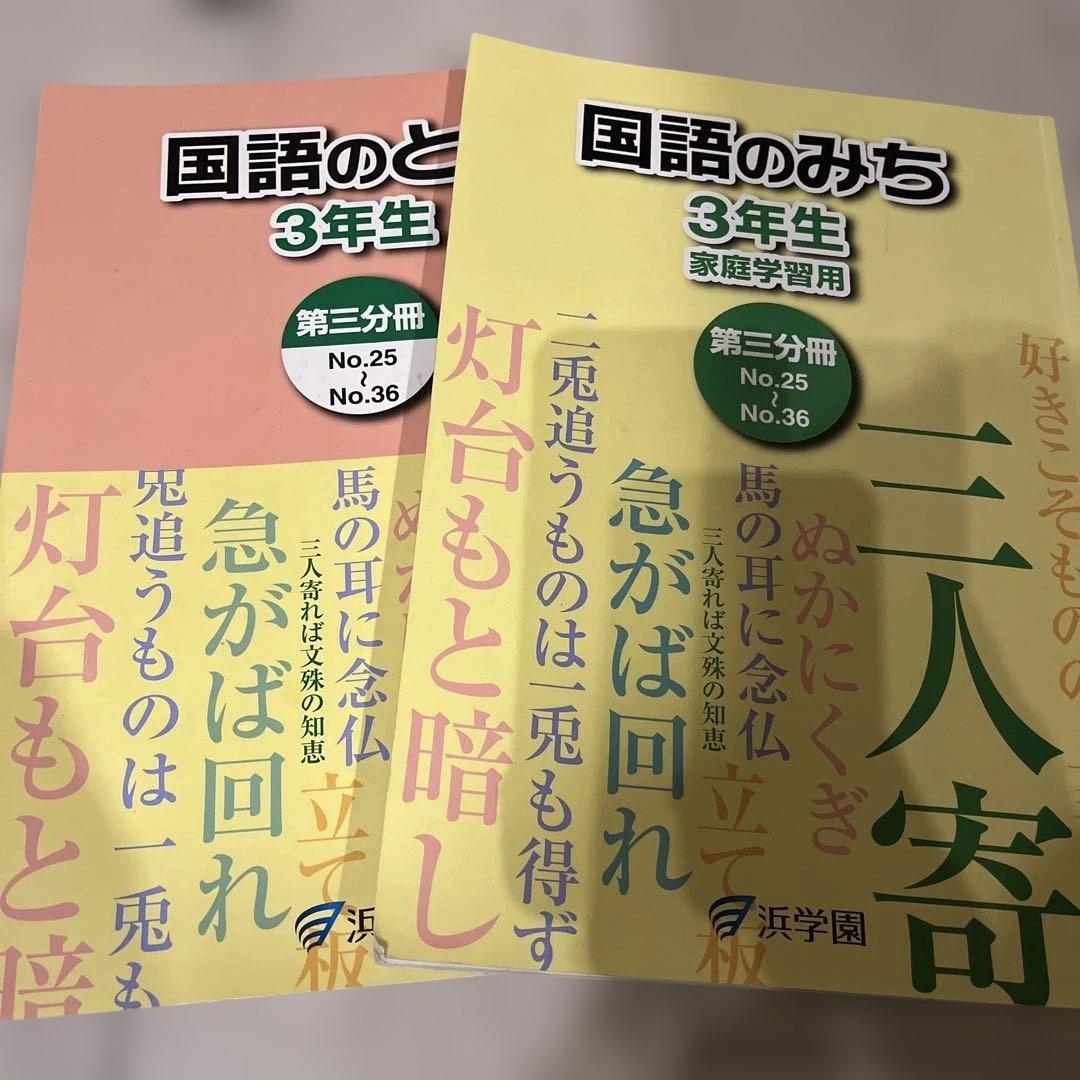 国語のと
3年生
第三分冊
No.25
~
No.36
灯台もと暗
兎追うものは一兎も
急がば回れ
三人寄れば文殊の知恵
馬の耳に念仏
立て板
ぬ
浜
国語のみち
3年生
家庭学習用
第三分冊
No.25
~
No.36
灯台もと暗し
二兎追うものは一兎も得ず
急がば回れ
三人寄れば文殊の知恵
馬の耳に念仏
立て板
ぬかにくぎ
三人寄
好きこそものの
浜学園